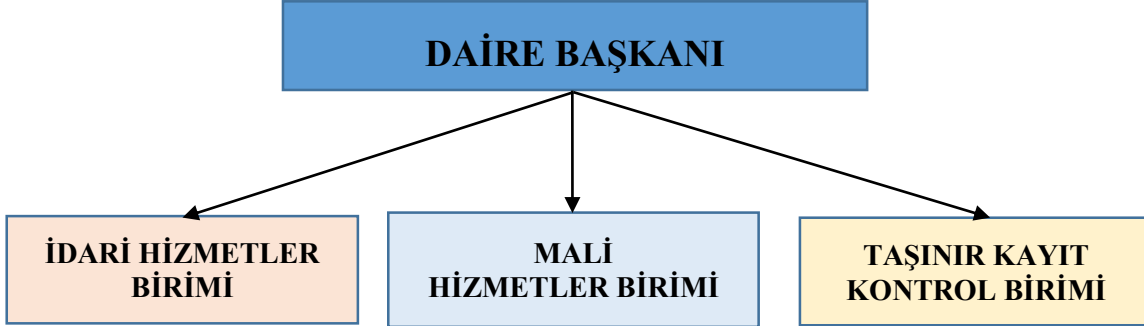 DAİRE BAŞKANI
İDARİ HİZMETLER
BİRİMİ
MALİ
HİZMETLER BİRİMİ
TAŞINIR KAYIT
KONTROL BİRİMİ